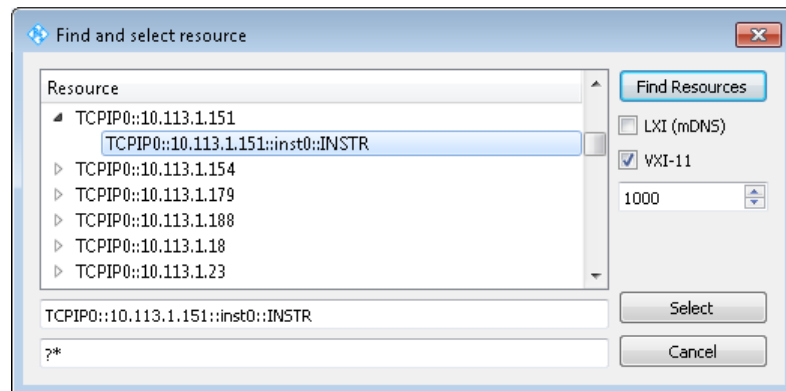 Find and select resource
Resource
TCPIP0::10.113.1.151
TCPIP0::10.113.1.151::inst0::INSTR
TCPIP0::10.113.1.154
TCPIP0::10.113.1.179
TCPIP0::10.113.1.188
TCPIP0::10.113.1.18
TCPIP0::10.113.1.23
TCPIP0::10.113.1.151::inst0::INSTR
?*
Find Resources
LXI (mDNS)
VXI-11
1000
Select
Cancel